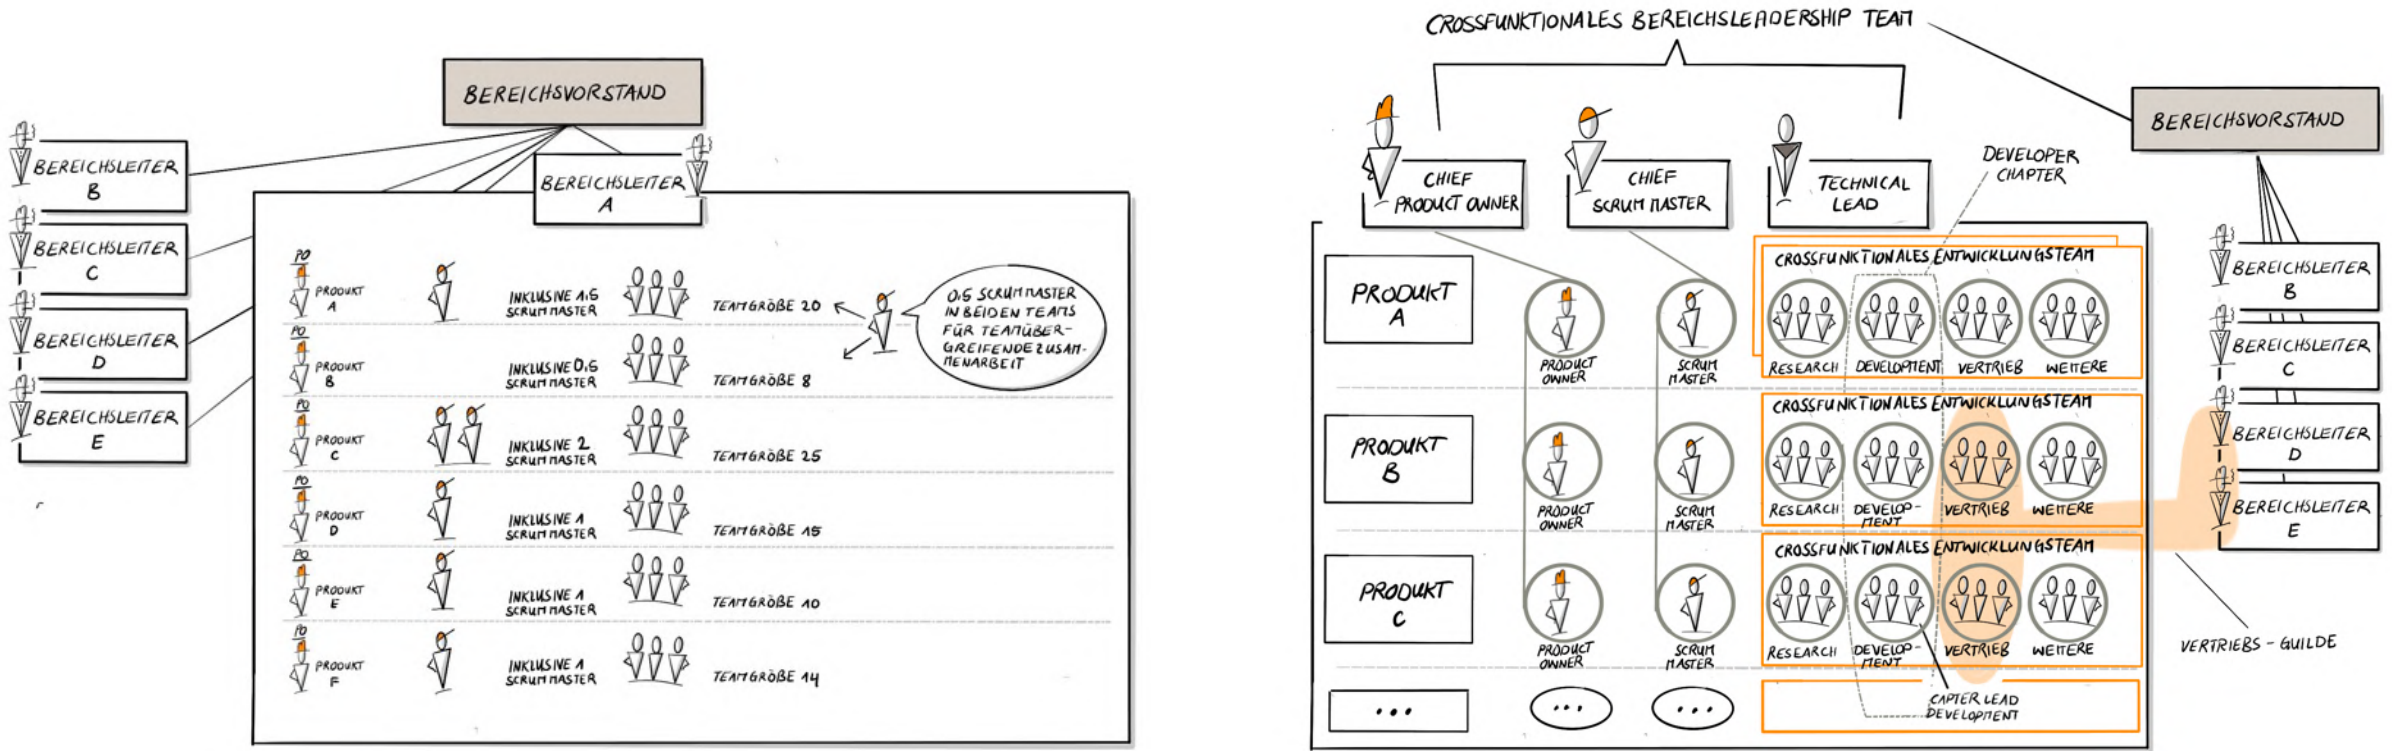 BEREICHSVORSTAND
BEREICHSLEITER
B
BEREICHSLEITER
C
BEREICHSLEITER
D
BEREICHSLEITER
E
BEREICHSLEITER
A
PO
PRODUKT
A
INKLUSIVE 1,5
SCRUM MASTER
TEAMGRÖßE 20
0,5 SCRUM MASTER
IN BEIDEN TEAMS
FÜR TEAMÜBER-
GREIFENDE ZUSAM-
MENARBEIT
PO
PRODUKT
B
INKLUSIVE 0,5
SCRUM MASTER
TEAMGRÖßE 8
PO
PRODUKT
C
INKLUSIVE 2
SCRUM MASTER
TEAMGRÖßE 25
PO
PRODUKT
D
INKLUSIVE 1
SCRUM MASTER
TEAMGRÖßE 15
PO
PRODUKT
E
INKLUSIVE 1
SCRUM MASTER
TEAMGRÖßE 10
PO
PRODUKT
F
INKLUSIVE 1
SCRUM MASTER
TEAMGRÖßE 14
CROSSFUNKTIONALES BEREICHSLEADERSHIP TEAM
BEREICHSVORSTAND
CHIEF
PRODUCT OWNER
CHIEF
SCRUM MASTER
TECHNICAL
LEAD
DEVELOPER
CHAPTER
PRODUKT
A
PRODUCT
OWNER
SCRUM
MASTER
CROSSFUNKTIONALES ENTWICKLUNGSTEAM
RESEARCH
DEVELOPMENT
VERTRIEB
WEITERE
PRODUKT
B
PRODUCT
OWNER
SCRUM
MASTER
CROSSFUNKTIONALES ENTWICKLUNGSTEAM
RESEARCH
DEVELOP-
MENT
VERTRIEB
WEITERE
PRODUKT
C
PRODUCT
OWNER
SCRUM
MASTER
CROSSFUNKTIONALES ENTWICKLUNGSTEAM
RESEARCH
DEVELOP-
MENT
VERTRIEB
WEITERE
...
...
...
CAPTER LEAD
DEVELOPMENT
BEREICHSLEITER
B
BEREICHSLEITER
C
BEREICHSLEITER
D
BEREICHSLEITER
E
VERTRIEBS-GUILDE